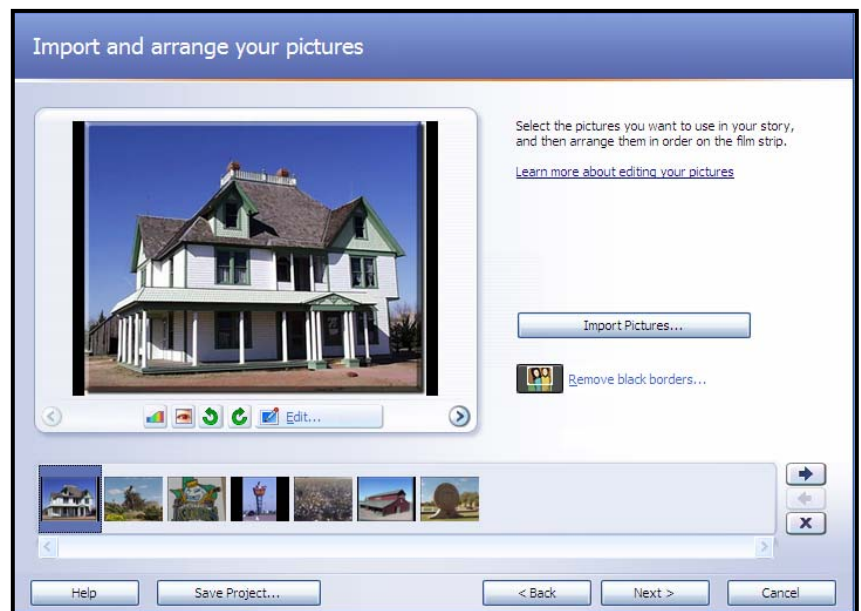 Import and arrange your pictures
Select the pictures you want to use in your story,
and then arrange them in order on the film strip.
Learn more about editing your pictures
Import Pictures...
Remove black borders...
Edit...
Help
Save Project...
< Back
Next >
Cancel